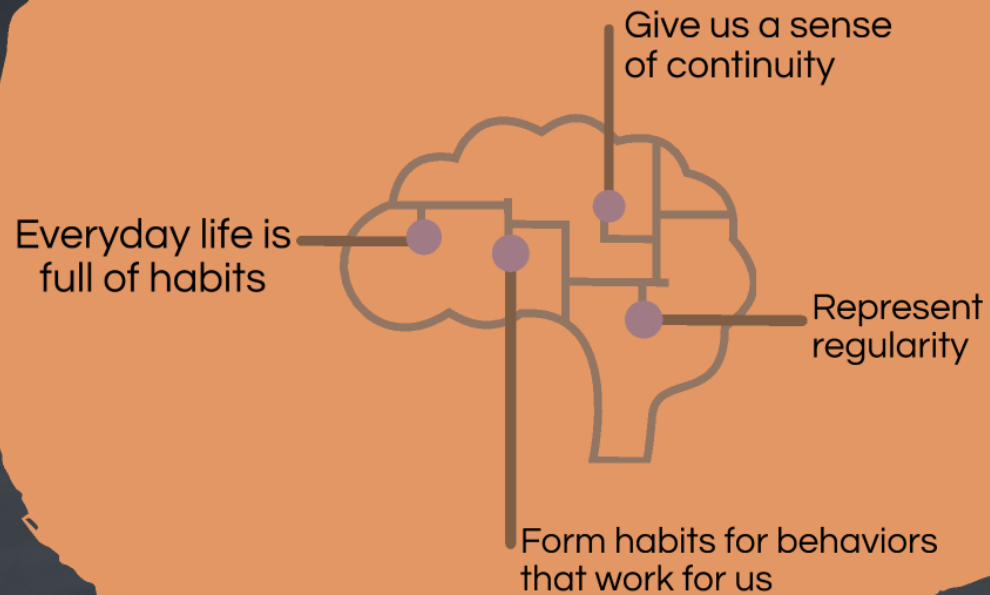 Give us a sense
of continuity
Everyday life is
full of habits
Represent
regularity
Form habits for behaviors
that work for us